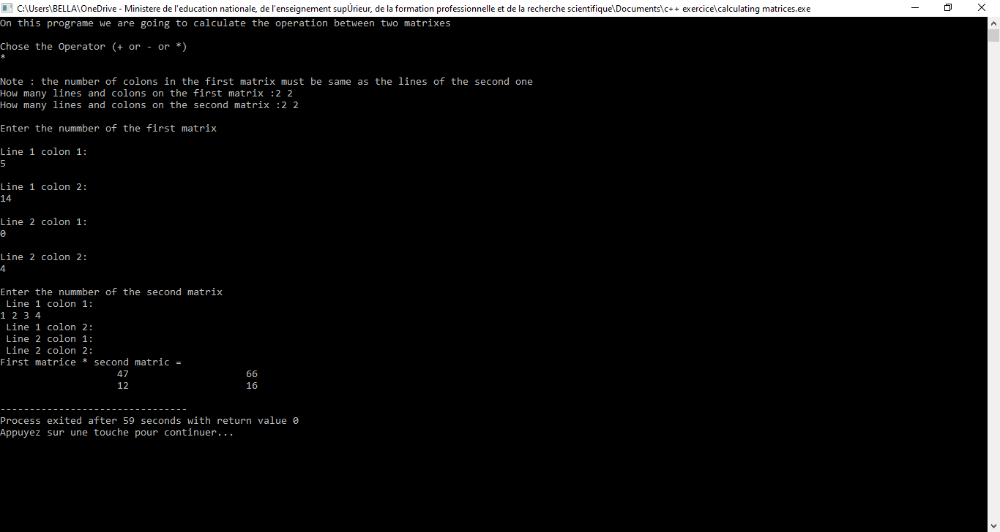 C:\Users\BELLA\OneDrive - Ministere de l'education nationale, de l'enseignement supÚrieur, de la formation professionnelle et de la recherche scientifique\Documents\c++ exercice\calculating matrices.exe
On this programe we are going to calculate the operation between two matrixes
Chose the Operator (+ or - or *)
*
Note : the number of colons in the first matrix must be same as the lines of the second one
How many lines and colons on the first matrix :2 2
How many lines and colons on the second matrix :2 2
Enter the nummber of the first matrix
Line 1 colon 1:
5
Line 1 colon 2:
14
Line 2 colon 1:
0
Line 2 colon 2:
4
Enter the nummber of the second matrix
Line 1 colon 1:
1 2 3 4
Line 1 colon 2:
Line 2 colon 1:
Line 2 colon 2:
First matrice * second matric =
47 66
12 16
--------------------------------
Process exited after 59 seconds with return value 0
Appuyez sur une touche pour continuer...